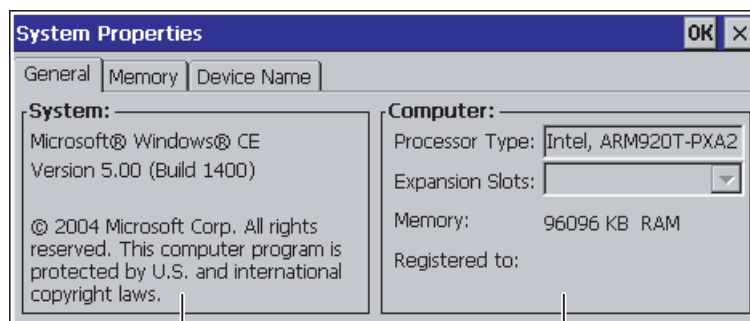 System Properties
OK ×
General Memory Device Name
System:
Microsoft® Windows® CE
Version 5.00 (Build 1400)
© 2004 Microsoft Corp. All rights
reserved. This computer program is
protected by U.S. and international
copyright laws.
Computer:
Processor Type: Intel, ARM920T-PXA2
Expansion Slots:
Memory: 96096 KB RAM
Registered to: